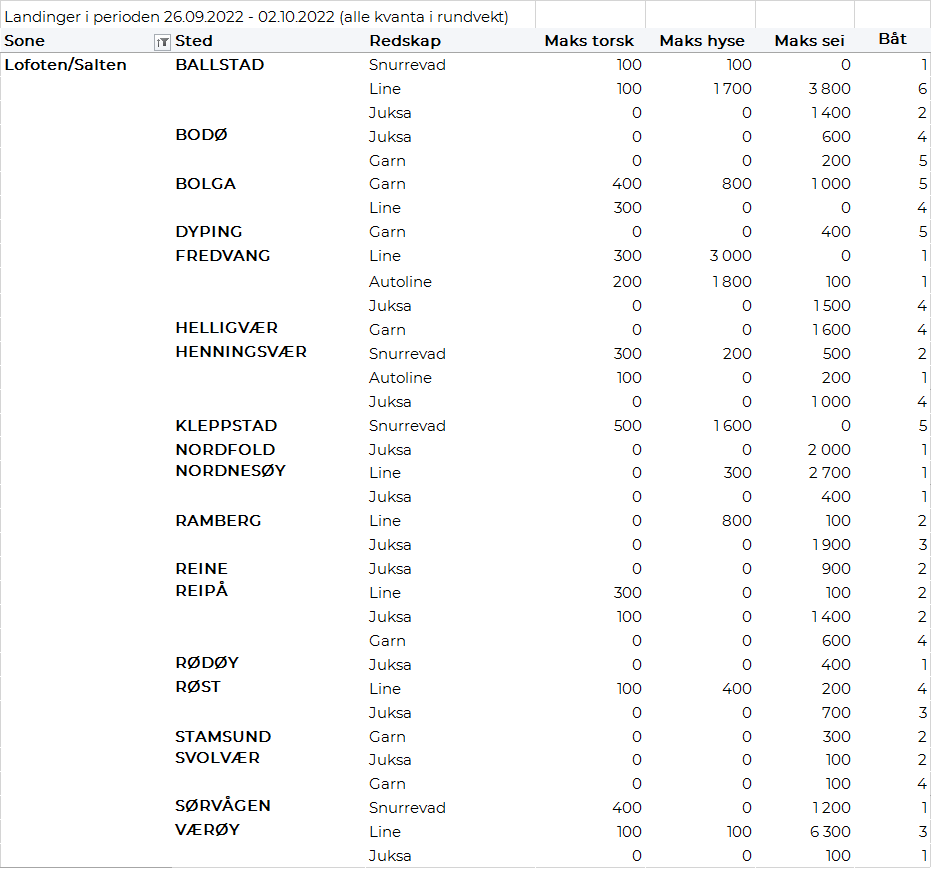 Landinger i perioden 26.09.2022 - 02.10.2022 (alle kvanta i rundvekt)
Sone Sted Redskap Maks torsk Maks hyse Maks sei Båt
Lofoten/Salten BALLSTAD Snurrevad 100 100 0 1
Line 100 1 700 3 800 6
Juksa 0 0 1 400 2
BODØ Juksa 0 0 600 4
Garn 0 0 200 5
BOLGA Garn 400 800 1 000 5
Line 300 0 0 4
DYPING Garn 0 0 400 5
FREDVANG Line 300 3 000 0 1
Autoline 200 1 800 100 1
Juksa 0 0 1 500 4
HELLIGVÆR Garn 0 0 1 600 4
HENNINGSVÆR Snurrevad 300 200 500 2
Autoline 100 0 200 1
Juksa 0 0 1 000 4
KLEPPSTAD Snurrevad 500 1 600 0 5
NORDFOLD Juksa 0 0 2 000 1
NORDNESØY Line 0 300 2 700 1
Juksa 0 0 400 1
RAMBERG Line 0 800 100 2
Juksa 0 0 1 900 3
REINE Juksa 0 0 900 2
REIPÅ Line 300 0 100 2
Juksa 100 0 1 400 2
Garn 0 0 600 4
RØDØY Juksa 0 0 400 1
RØST Line 100 400 200 4
Juksa 0 0 700 3
STAMSUND Garn 0 0 300 2
SVOLVÆR Juksa 0 0 100 2
Garn 0 0 100 4
SØRVÅGEN Snurrevad 400 0 1 200 1
VÆRØY Line 100 100 6 300 3
Juksa 0 0 100 1